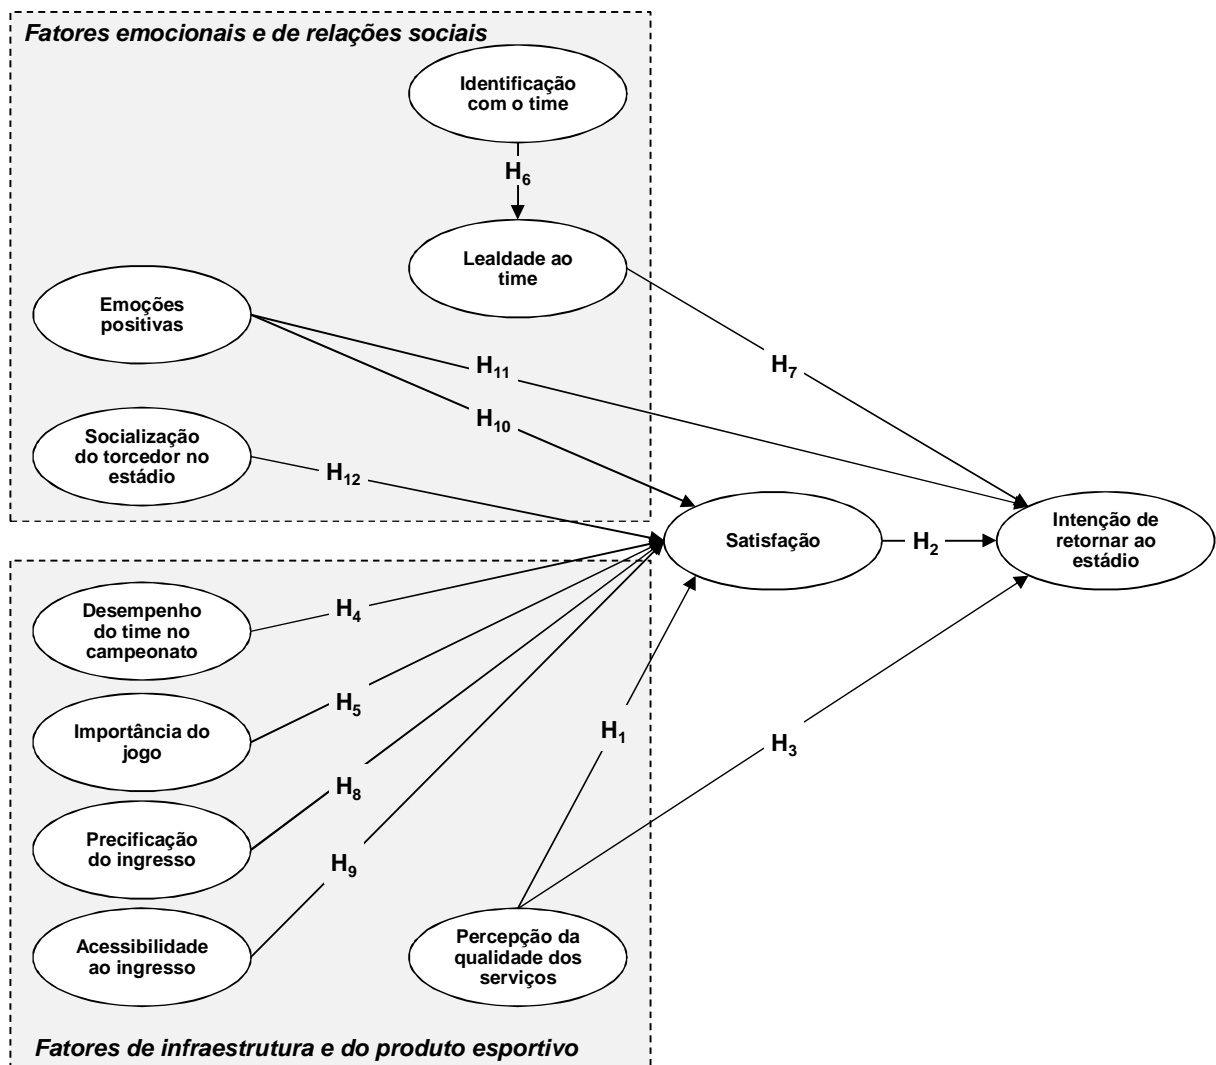 Fatores emocionais e de relações sociais
Identificação
com o time
H6
Lealdade ao
time
Emoções
positivas
H11
H7
H10
Socialização
do torcedor no
estádio
H12
Satisfação
H2
Intenção de
retornar ao
estádio
Desempenho
do time no
campeonato
H4
Importância do
jogo
H5
H1
H3
Precificação
do ingresso
H8
H9
Acessibilidade
ao ingresso
Percepção da
qualidade dos
serviços
Fatores de infraestrutura e do produto esportivo